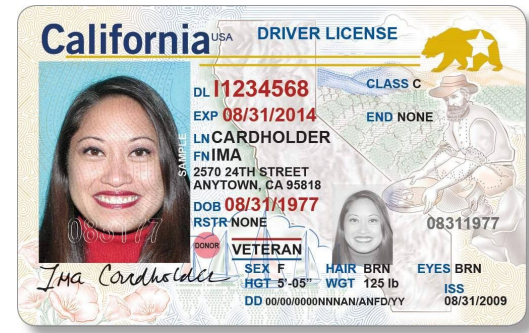 California USA DRIVER LICENSE
DL I1234568 CLASS C
EXP 08/31/2014 END NONE
LN CARDHOLDER
FN IMA
2570 24TH STREET
ANYTOWN, CA 95818
DOB 08/31/1977
RSTR NONE 08311977
SAMPLE
083177
DONOR
VETERAN
Ima Cardholder
SEX F HAIR BRN EYES BRN
HGT 5'-05" WGT 125 lb ISS
DD 00/00/0000NNNAN/ANFD/YY 08/31/2009